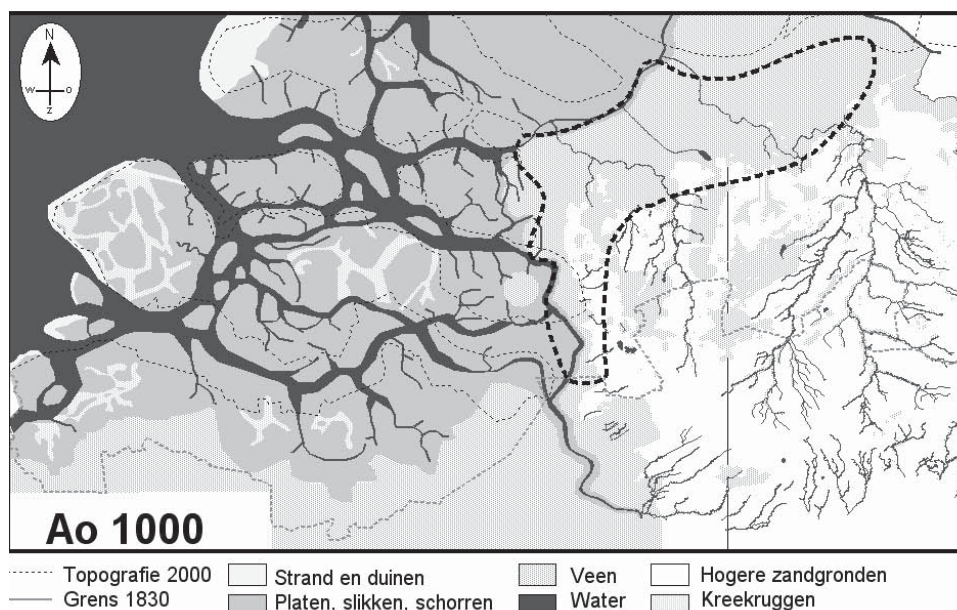 N
W O
Z
Ao 1000
Topografie 2000 Strand en duinen Veen Hogere zandgronden
Grens 1830 Platen, slikken, schorren Water Kreekruggen